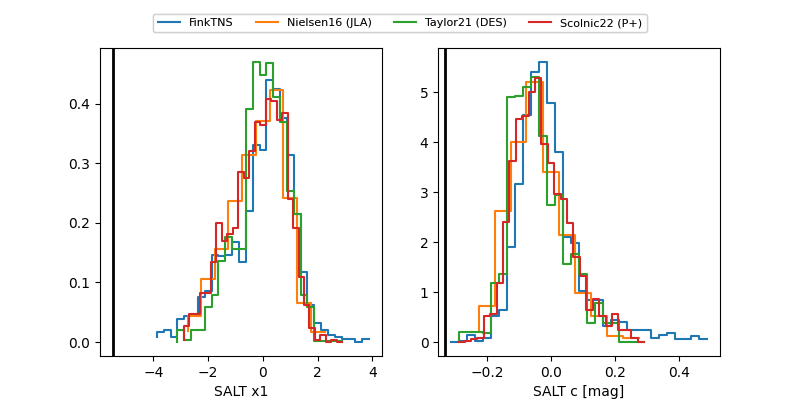 FinkTNS Nielsen16 (JLA) Taylor21 (DES) Scolnic22 (P+)
0.4
0.3
0.2
0.1
0.0
−4 −2 0 2 4
SALT x1
5
4
3
2
1
0
−0.2 0.0 0.2 0.4
SALT c [mag]